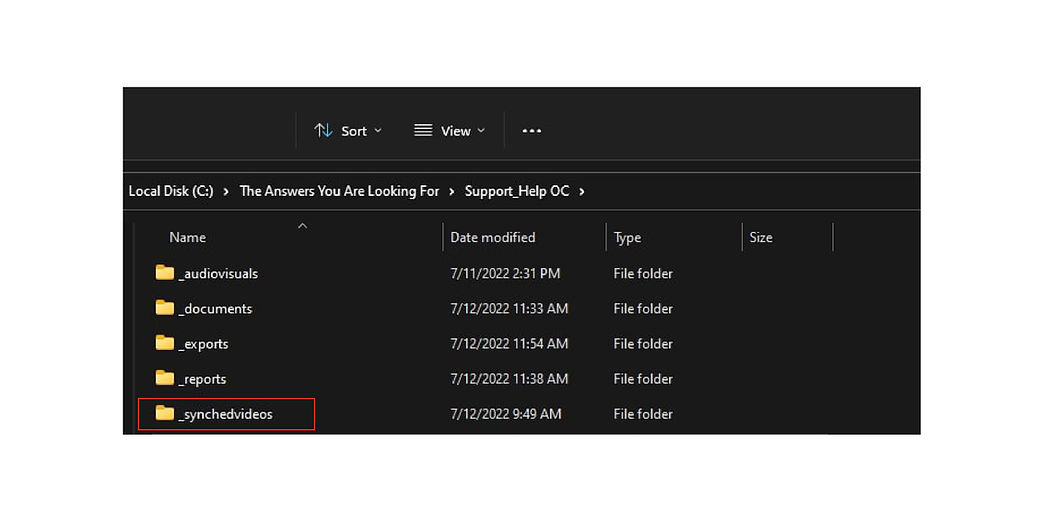 Sort View •••
Local Disk (C:) > The Answers You Are Looking For > Support_Help OC >
Name Date modified Type Size
_audiovisuals 7/11/2022 2:31 PM File folder
_documents 7/12/2022 11:33 AM File folder
_exports 7/12/2022 11:54 AM File folder
_reports 7/12/2022 11:38 AM File folder
_synchedvideos 7/12/2022 9:49 AM File folder